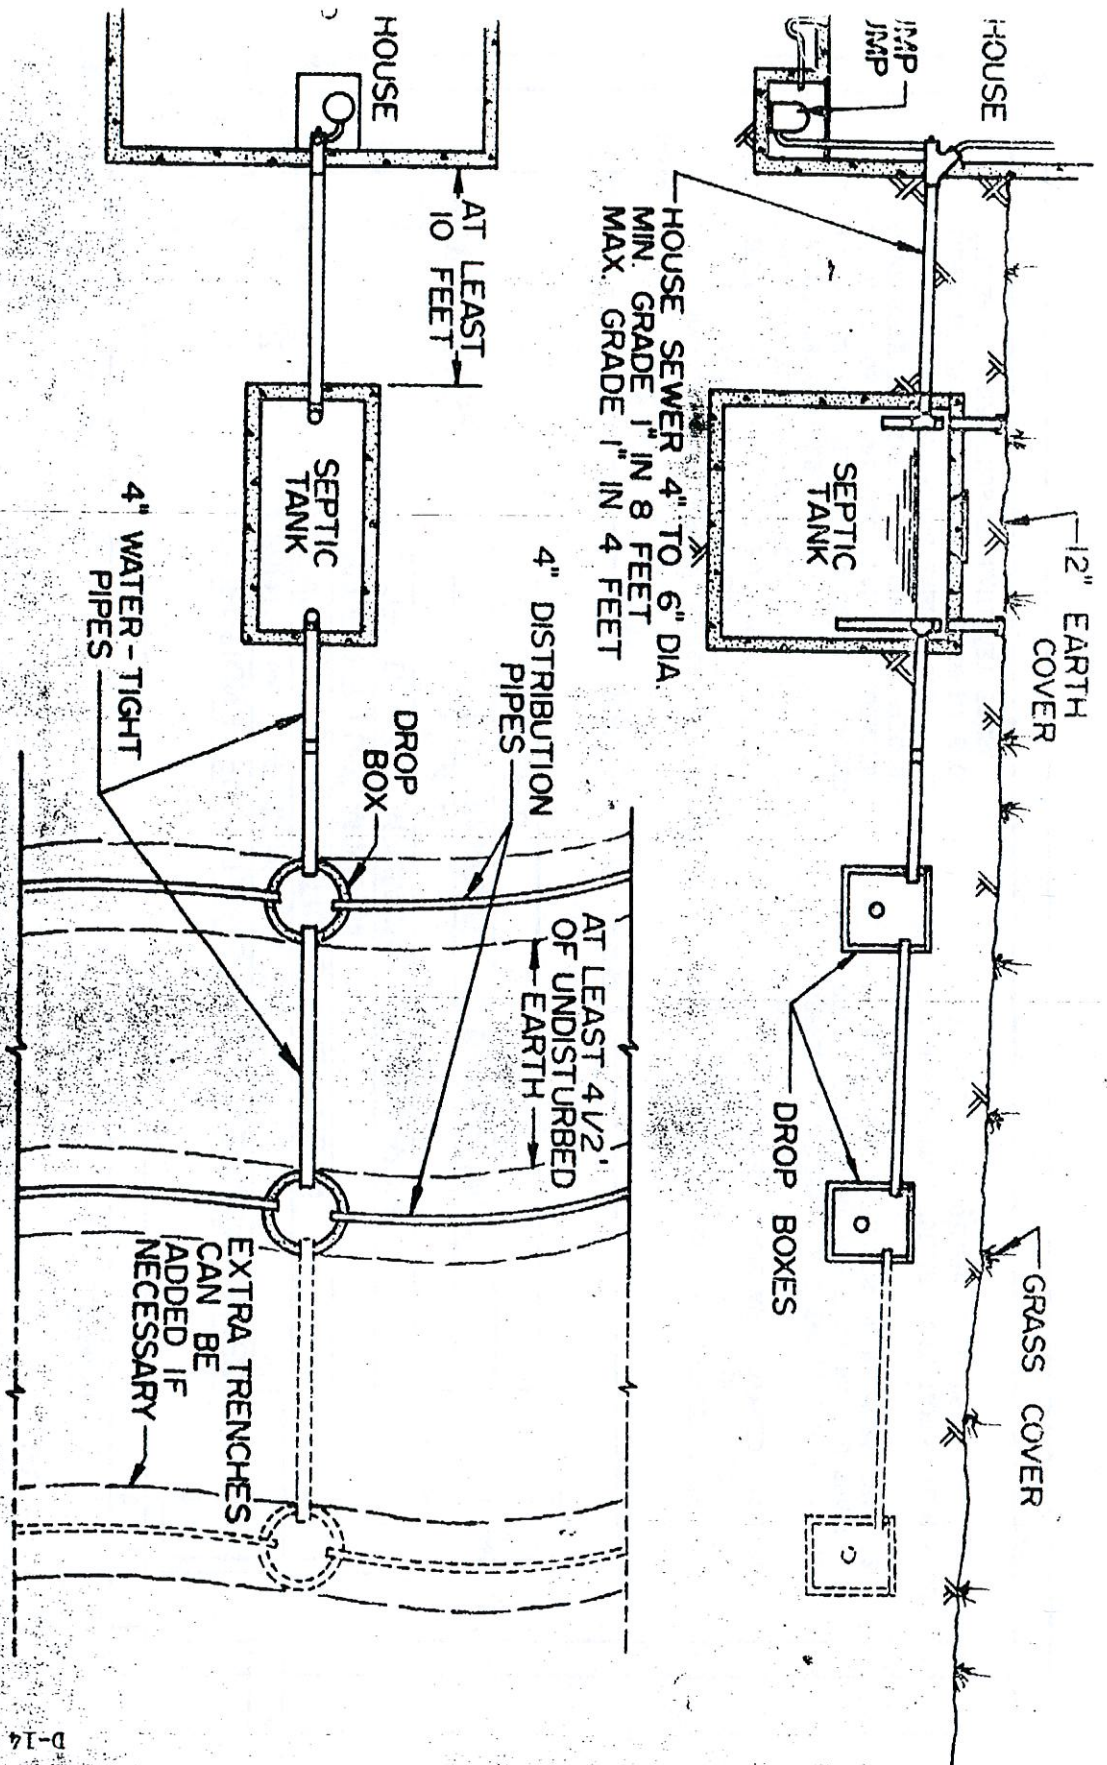 HOUSE
12" EARTH
COVER
GRASS COVER
SEPTIC
TANK
DROP BOXES
HOUSE SEWER 4" TO 6" DIA.
MIN. GRADE 1" IN 8 FEET
MAX. GRADE 1" IN 4 FEET
HOUSE
AT LEAST
10 FEET
4" DISTRIBUTION
PIPES
AT LEAST 4 1/2'
OF UNDISTURBED
EARTH
DROP
BOX
SEPTIC
TANK
4" WATER-TIGHT
PIPES
EXTRA TRENCHES
CAN BE
ADDED IF
NECESSARY
D-14